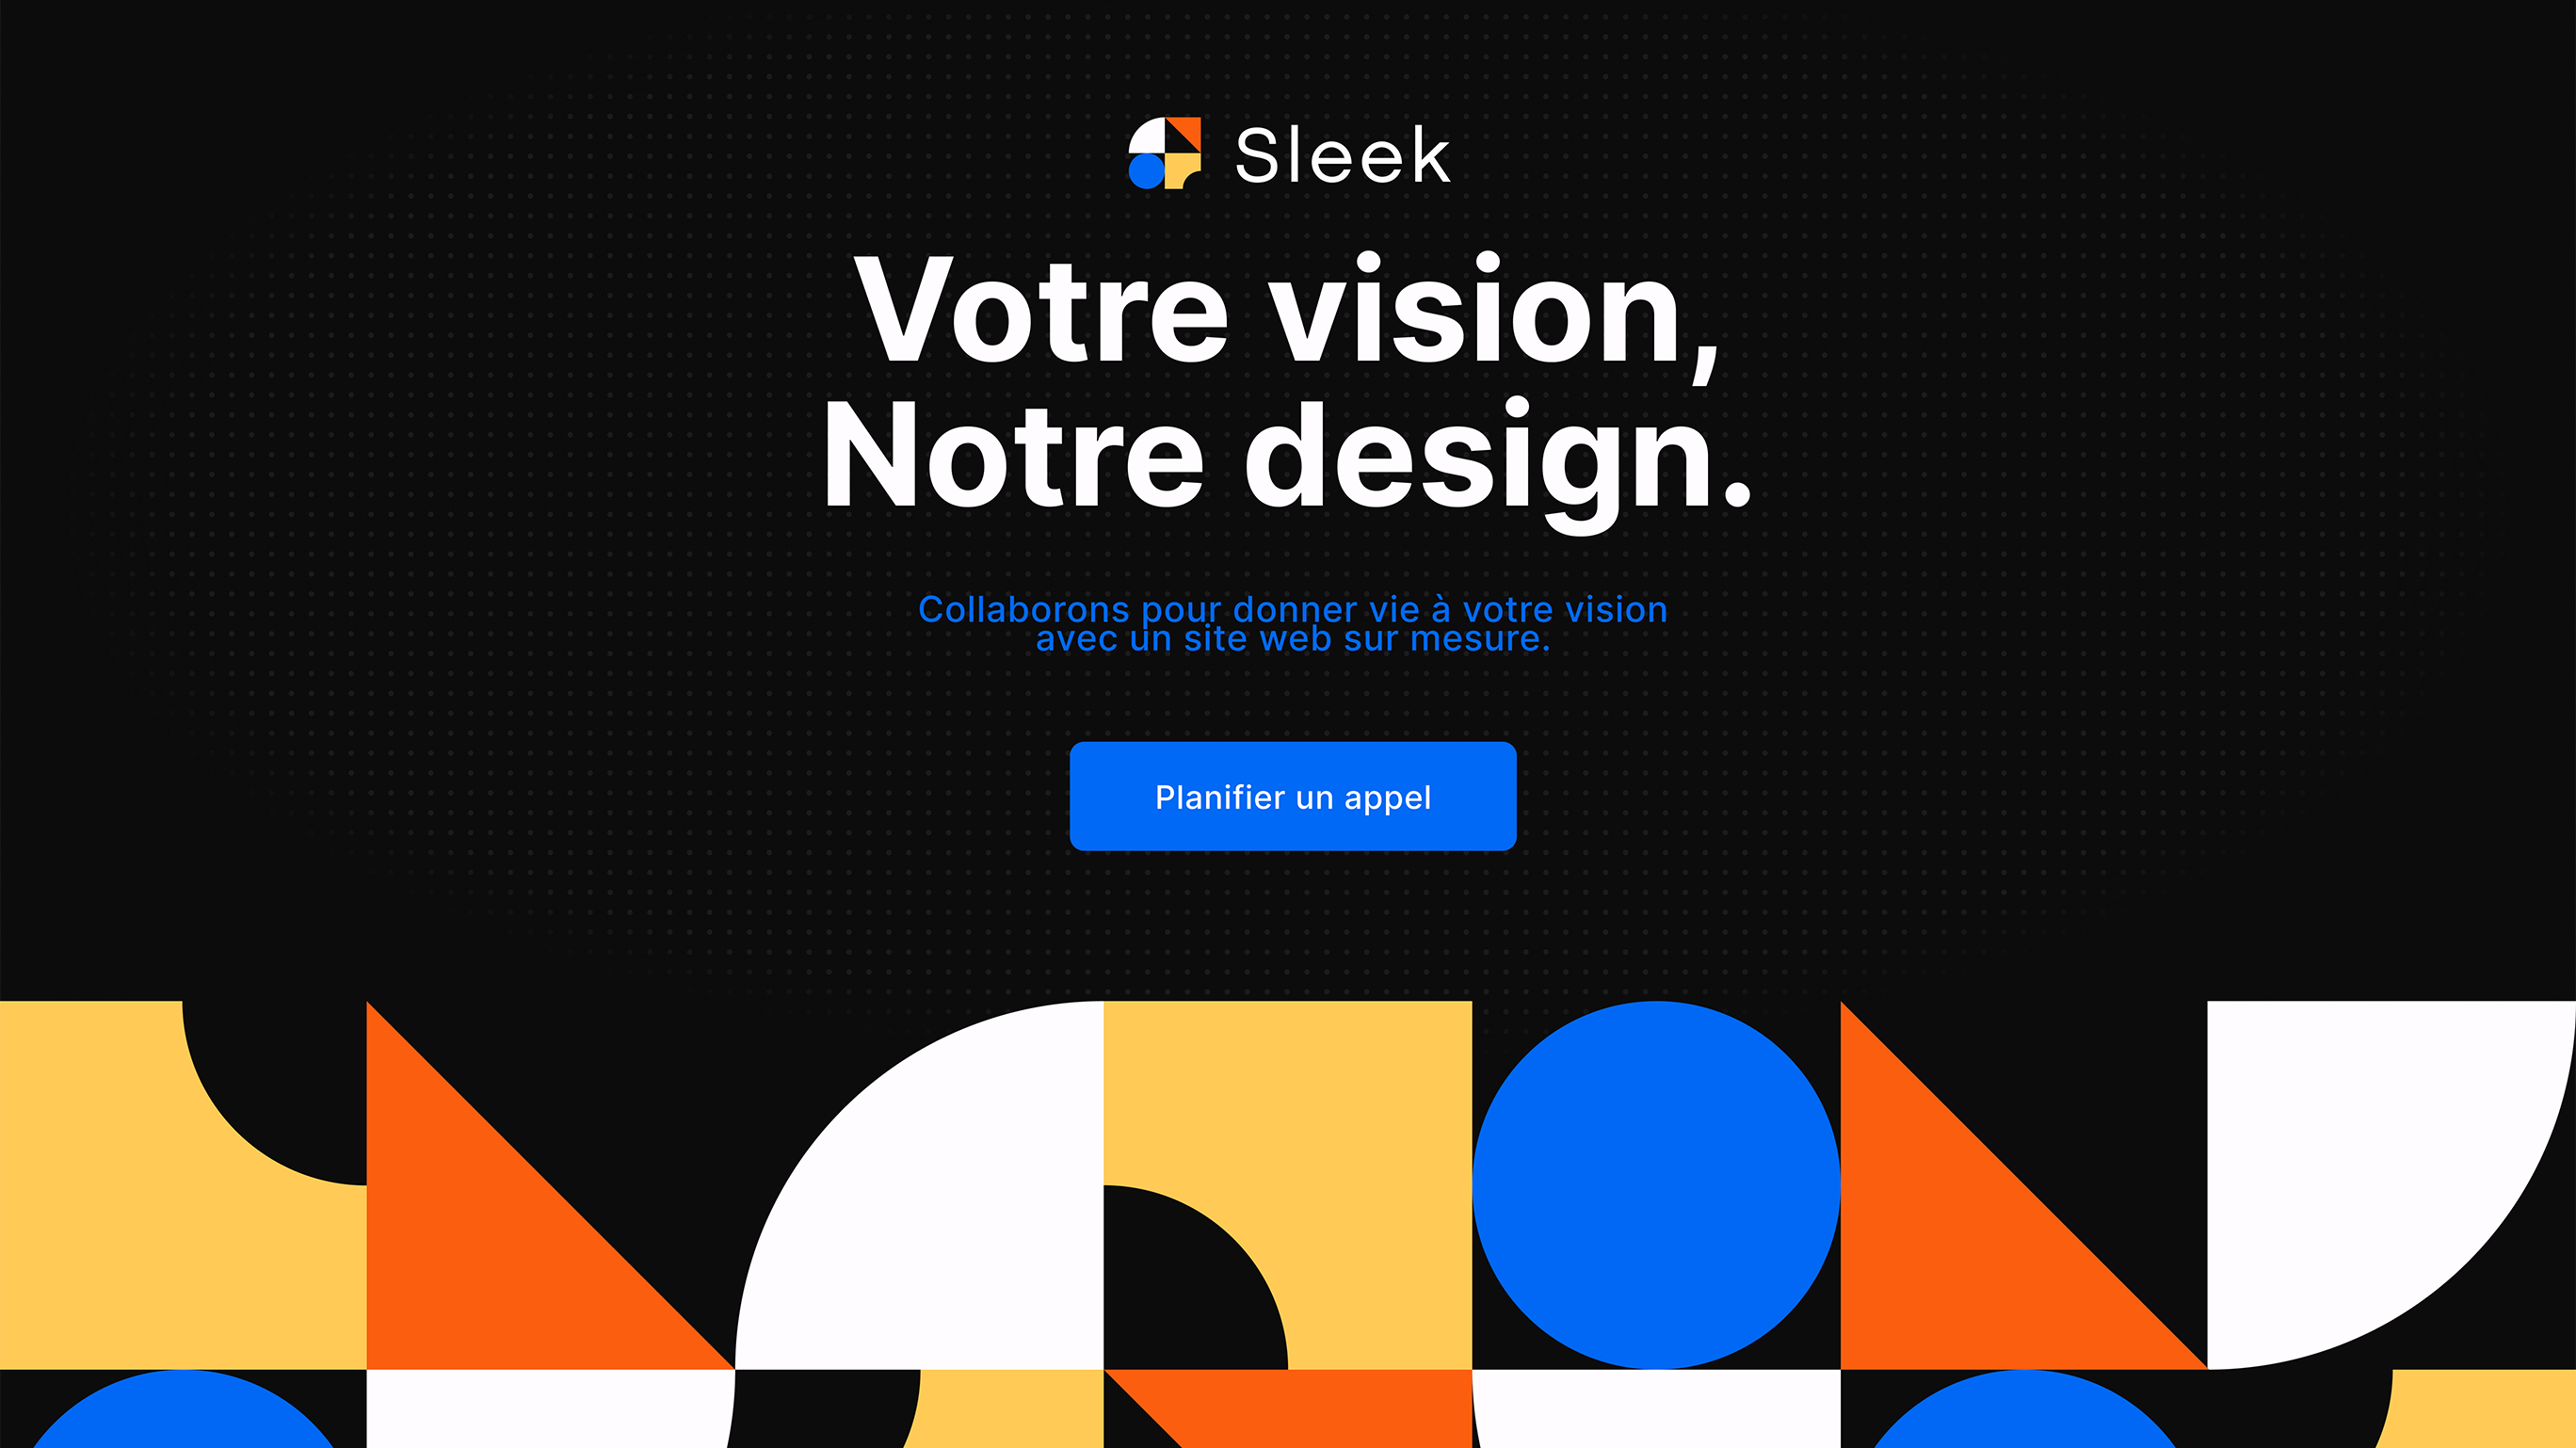 Sleek
Votre vision,
Notre design.
Collaborons pour donner vie à votre vision
avec un site web sur mesure.
Planifier un appel